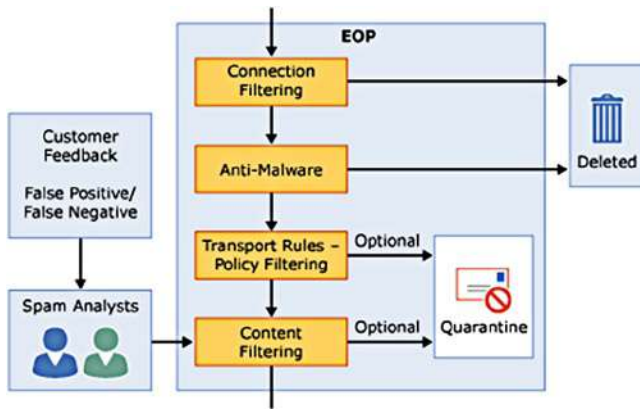 EOP
Connection
Filtering
Deleted
Customer
Feedback
False Positive/
False Negative
Anti-Malware
Transport Rules –
Policy Filtering
Optional
Quarantine
Spam Analysts
Content
Filtering
Optional